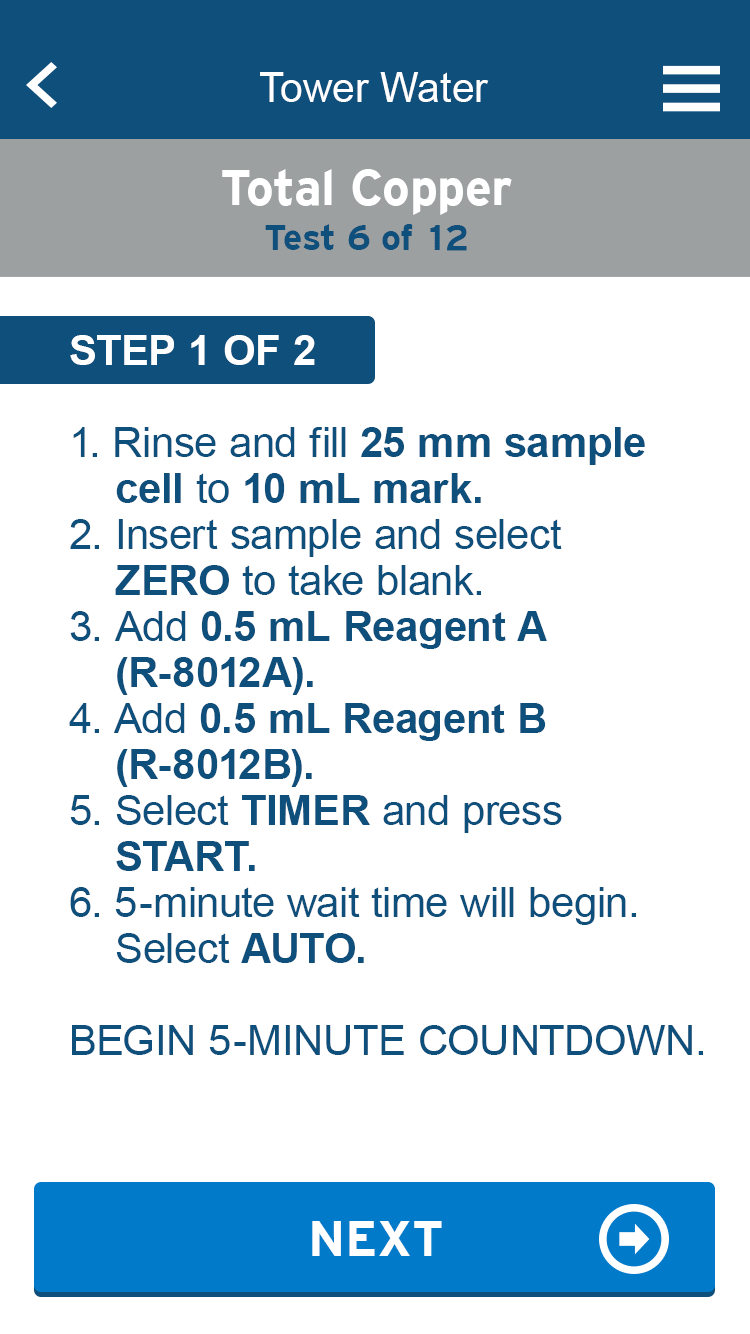 Tower Water
Total Copper
Test 6 of 12
STEP 1 OF 2
1. Rinse and fill 25 mm sample
cell to 10 mL mark.
2. Insert sample and select
ZERO to take blank.
3. Add 0.5 mL Reagent A
(R-8012A).
4. Add 0.5 mL Reagent B
(R-8012B).
5. Select TIMER and press
START.
6. 5-minute wait time will begin.
Select AUTO.
BEGIN 5-MINUTE COUNTDOWN.
NEXT